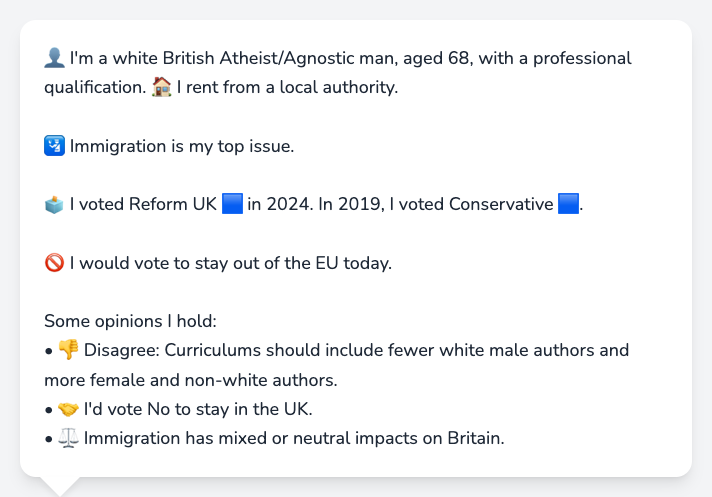 👤 I'm a white British Atheist/Agnostic man, aged 68, with a professional
qualification. 🏠 I rent from a local authority.
🛂 Immigration is my top issue.
🗳️ I voted Reform UK 🟦 in 2024. In 2019, I voted Conservative 🟦.
🚫 I would vote to stay out of the EU today.
Some opinions I hold:
• 👎 Disagree: Curriculums should include fewer white male authors and
more female and non-white authors.
• 🤝 I'd vote No to stay in the UK.
• ⚖️ Immigration has mixed or neutral impacts on Britain.